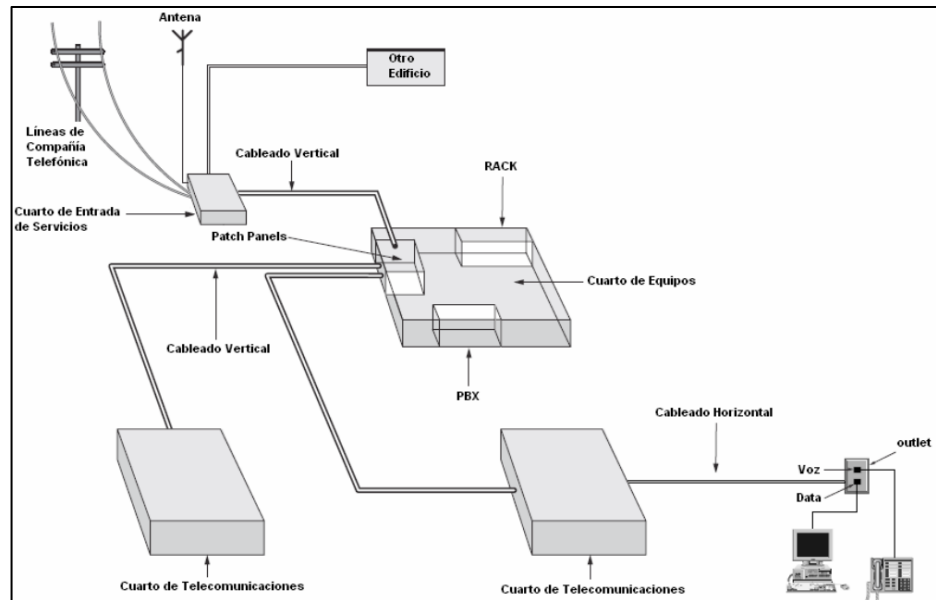 Antena
Otro
Edificio
Líneas de
Compañía
Telefónica
Cableado Vertical
RACK
Cuarto de Entrada
de Servicios
Patch Panels
Cuarto de Equipos
Cableado Vertical
PBX
Cableado Horizontal
outlet
Voz
Data
Cuarto de Telecomunicaciones
Cuarto de Telecomunicaciones